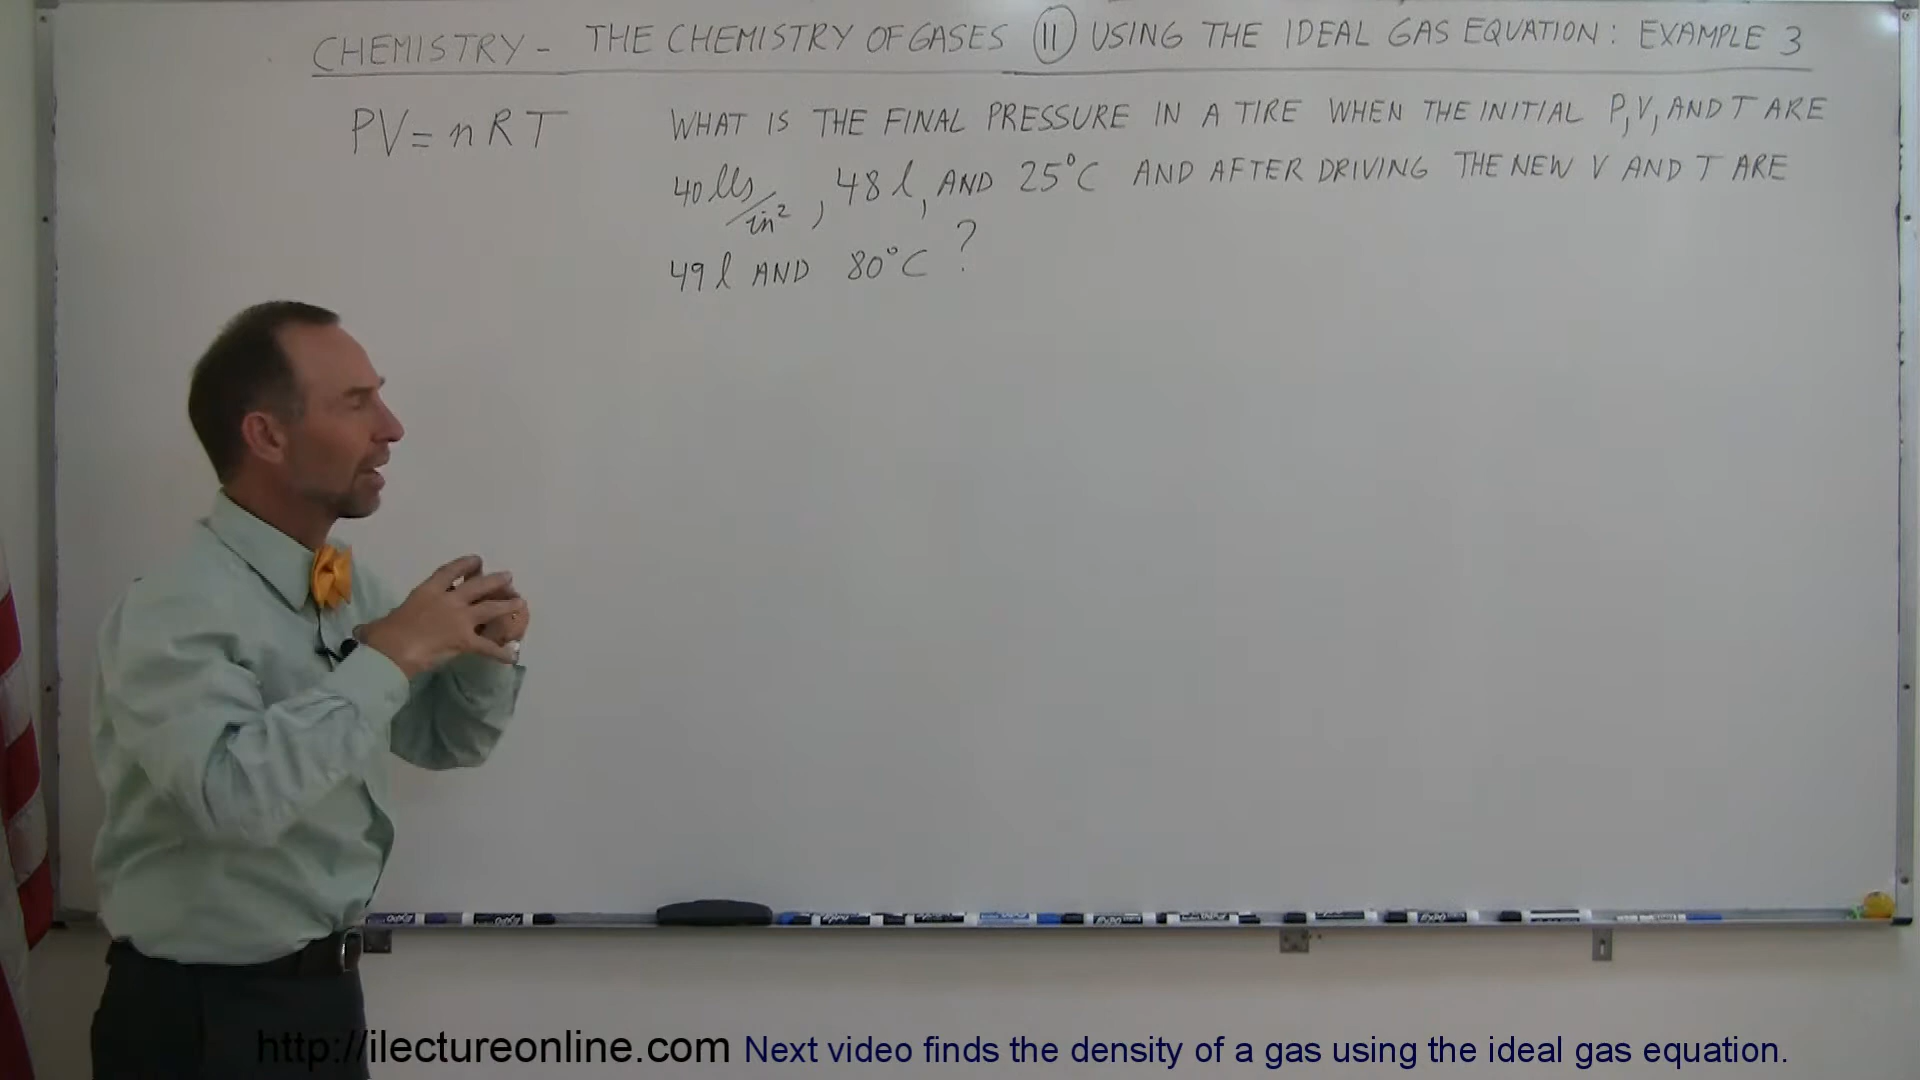 CHEMISTRY - THE CHEMISTRY OF GASES 11 USING THE IDEAL GAS EQUATION: EXAMPLE 3
PV = nRT
WHAT IS THE FINAL PRESSURE IN A TIRE WHEN THE INITIAL P, V, AND T ARE
40 lbs/in², 48 l, AND 25°C AND AFTER DRIVING THE NEW V AND T ARE
49 l AND 80°C ?
EXPO
http://ilectureonline.com Next video finds the density of a gas using the ideal gas equation.